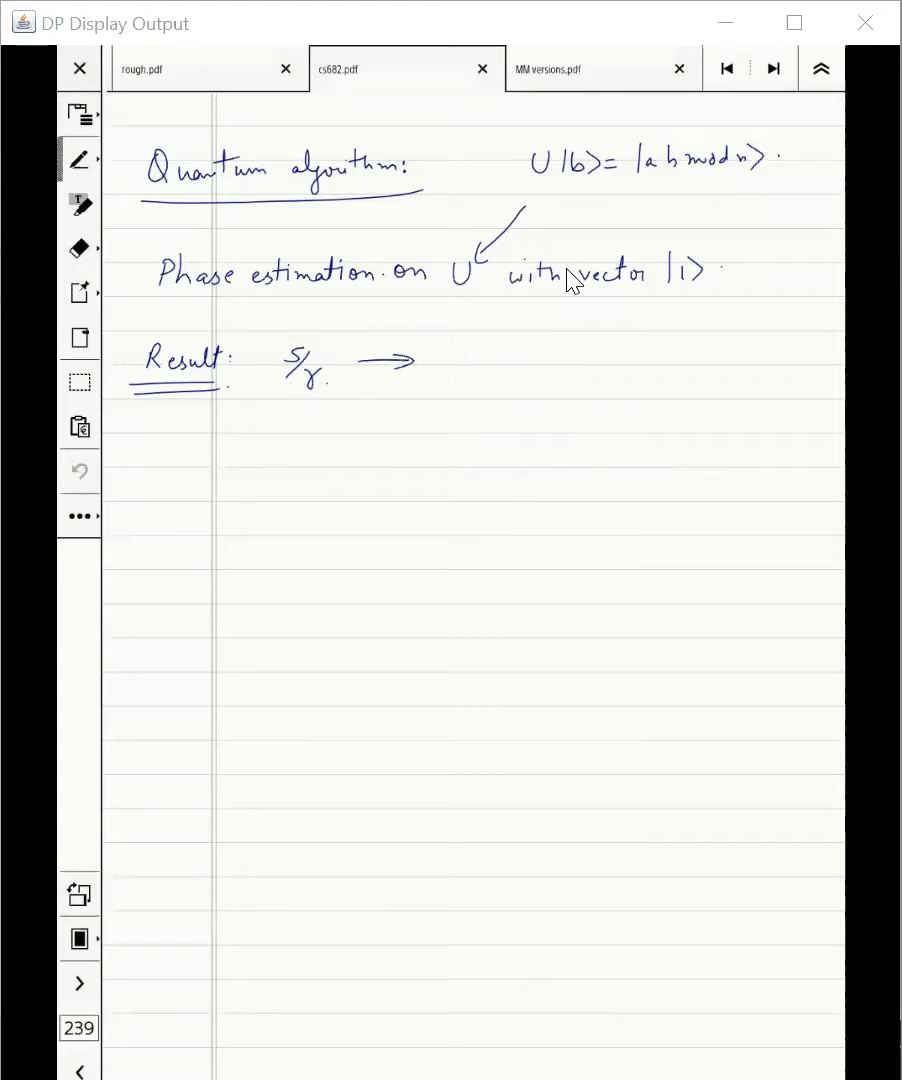 DP Display Output
rough.pdf
cs682.pdf
MM versions.pdf
Quantum algorithm:
U |b>= |a b mod n> .
Phase estimation on U with vector |1>
Result: s/r →
239